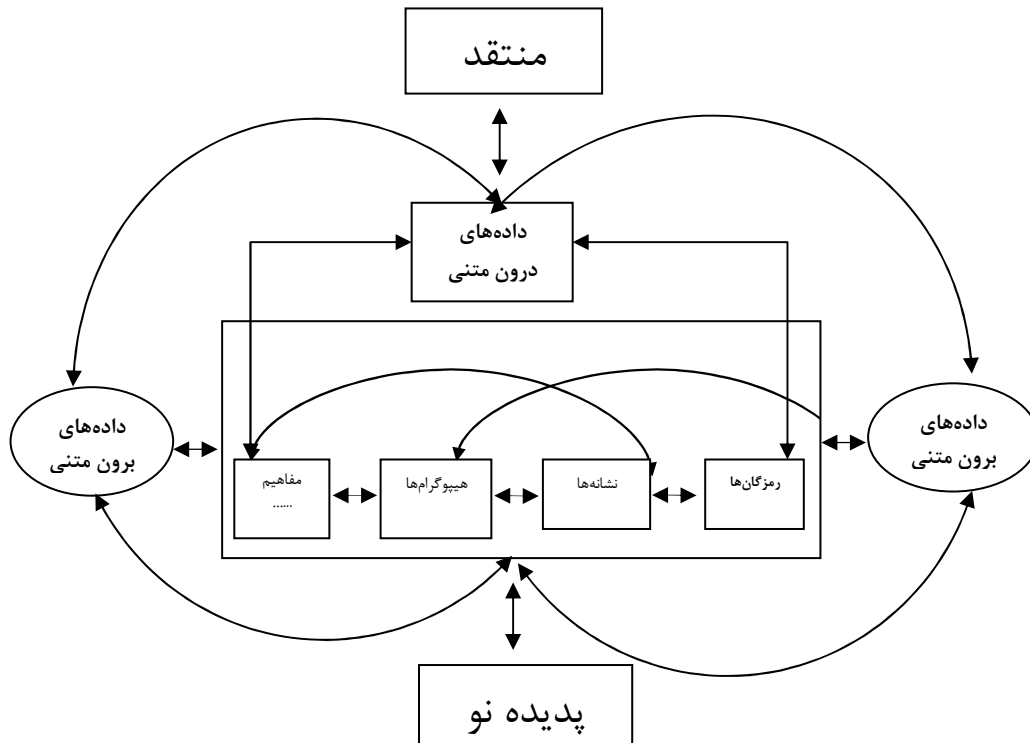 منتقد
داده‌های
درون متنی
داده‌های
برون متنی
داده‌های
برون متنی
رمزگان‌ها
نشانه‌ها
هیپوگرام‌ها
مفاهیم
......
پدیده نو